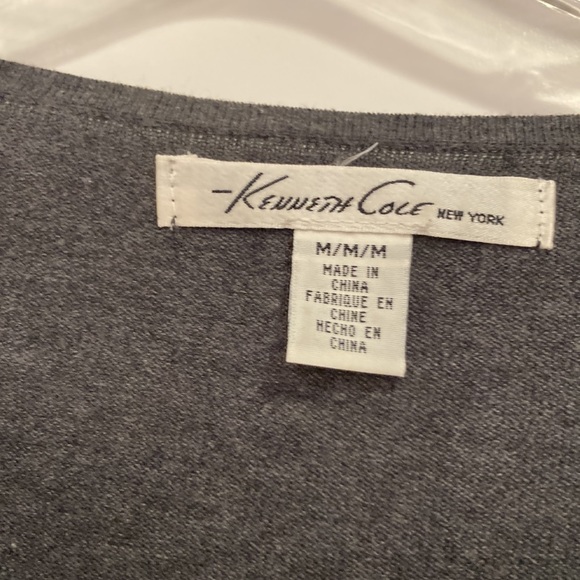 -KENNETH COLE NEW YORK
M/M/M
MADE IN
CHINA
FABRIQUE EN
CHINE
HECHO EN
CHINA